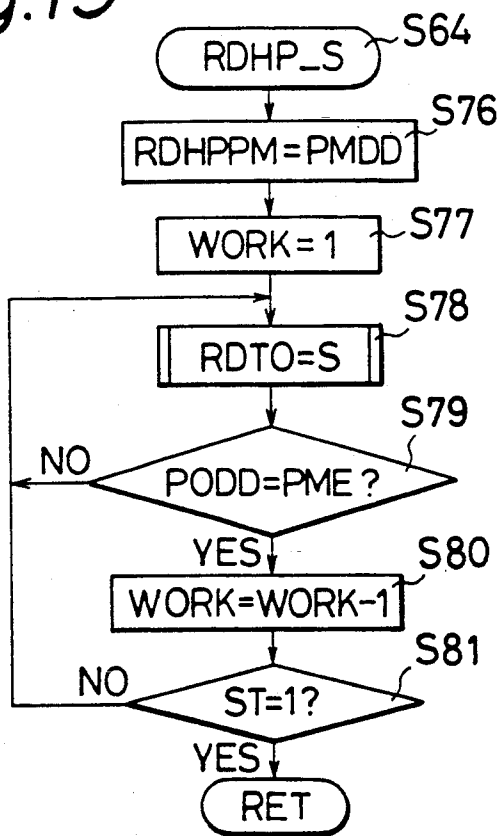 g.15
RDHP_S
S64
RDHPPM=PMDD
S76
WORK=1
S77
RDTO=S
S78
PODD=PME?
S79
NO
YES
WORK=WORK-1
S80
ST=1?
S81
NO
YES
RET